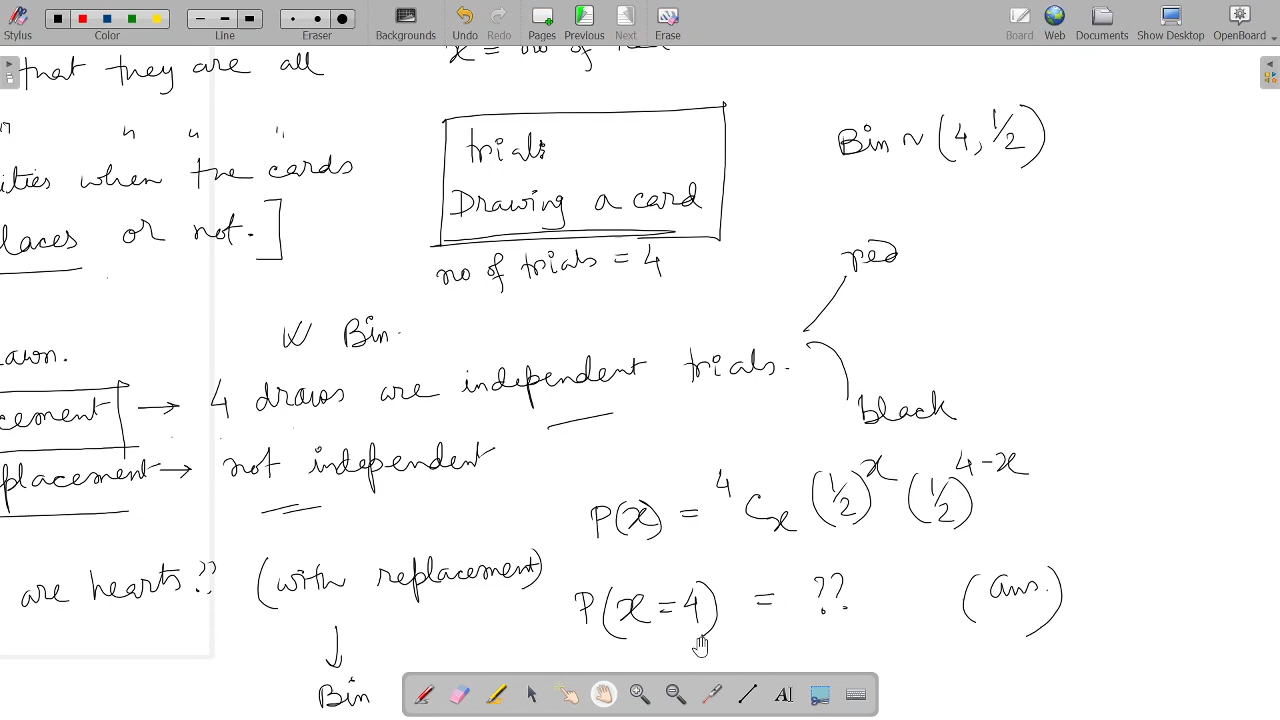 Stylus Color Line Eraser Backgrounds Undo Redo Pages Previous Next Erase Board Web Documents Show Desktop OpenBoard
that they are all
ities when the cards
laces or not.]
awn.
cement → 4 draws are independent trials.
placement → not independent
are hearts?? (with replacement)
↓
Bin
x = no of red
trials
Drawing a card
no of trials = 4
Bin.
Bin ~ (4, 1/2)
red
black
P(x) = ⁴Cₓ (1/2)^x (1/2)^4-x
P(x = 4) = ?? (ans.)